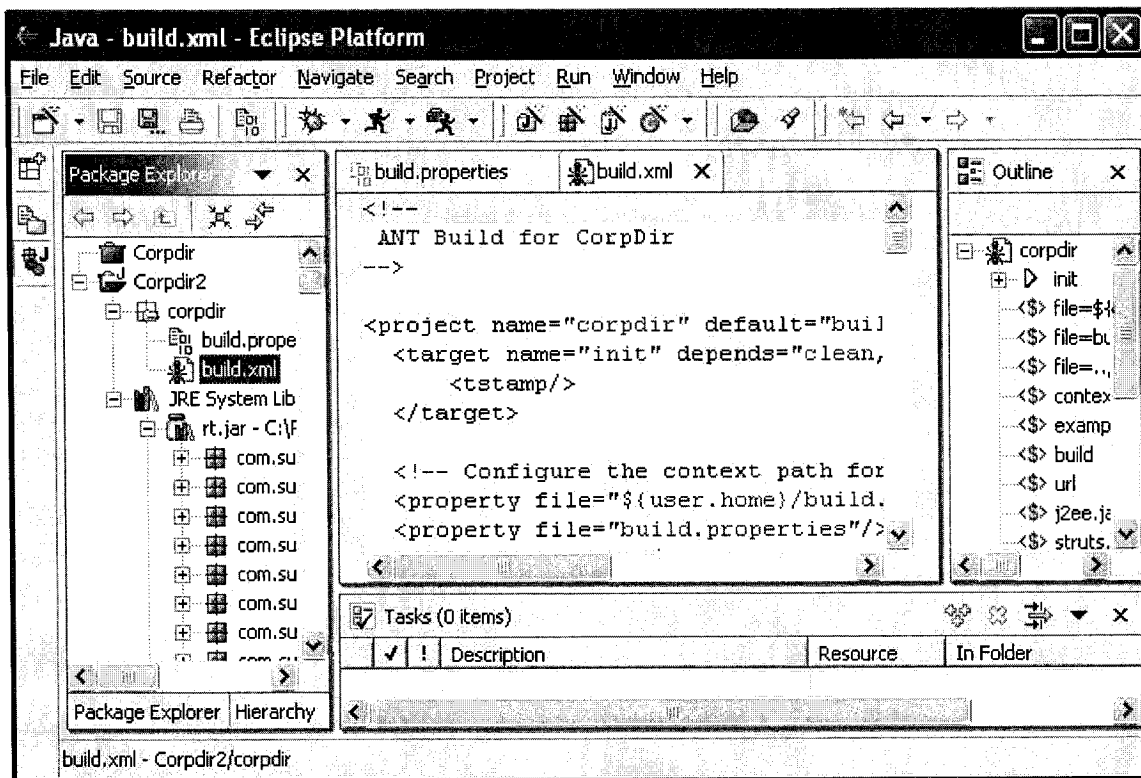 Java - build.xml - Eclipse Platform
File Edit Source Refactor Navigate Search Project Run Window Help
Package Explorer
Corpdir
Corpdir2
corpdir
build.prope
build.xml
JRE System Lib
rt.jar - C:\F
com.su
com.su
com.su
com.su
com.su
com.su
com.su
com.su
Package Explorer Hierarchy
build.properties build.xml
<!--
ANT Build for CorpDir
-->
<project name="corpdir" default="buil
<target name="init" depends="clean,
<tstamp/>
</target>
<!-- Configure the context path for
<property file="${user.home}/build.
<property file="build.properties"/>
Outline
corpdir
init
file=${
file=bu
file=..,
contex
examp
build
url
j2ee.ja
struts.
Tasks (0 items)
! Description Resource In Folder
build.xml - Corpdir2/corpdir